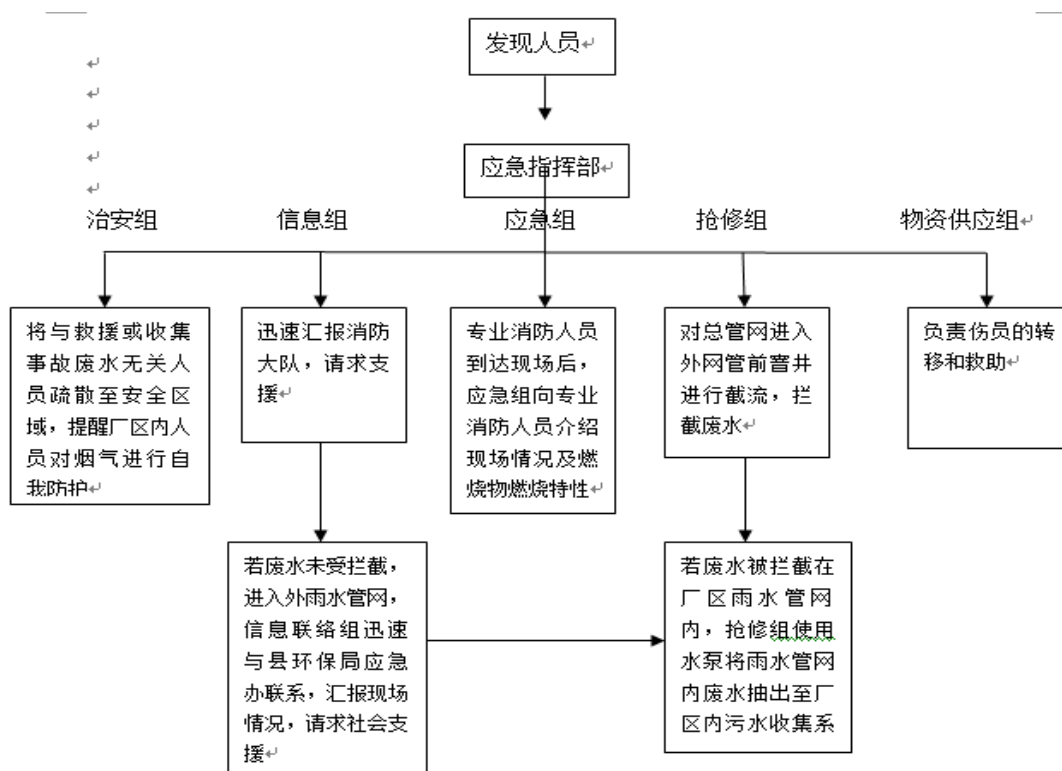 发现人员
应急指挥部
治安组 信息组 应急组 抢修组 物资供应组
将与救援或收集
事故废水无关人
员疏散至安全区
域，提醒厂区内人
员对烟气进行自
我防护
迅速汇报消防
大队，请求支
援
专业消防人员
到达现场后，
应急组向专业
消防人员介绍
现场情况及燃
烧物燃烧特性
对总管网进入
外网管前窨井
进行截流，拦
截废水
负责伤员的转
移和救助
若废水未受拦截，
进入外雨水管网，
信息联络组迅速
与县环保局应急
办联系，汇报现场
情况，请求社会支
援
若废水被拦截在
厂区雨水管网
内，抢修组使用
水泵将雨水管网
内废水抽出至厂
区内污水收集系